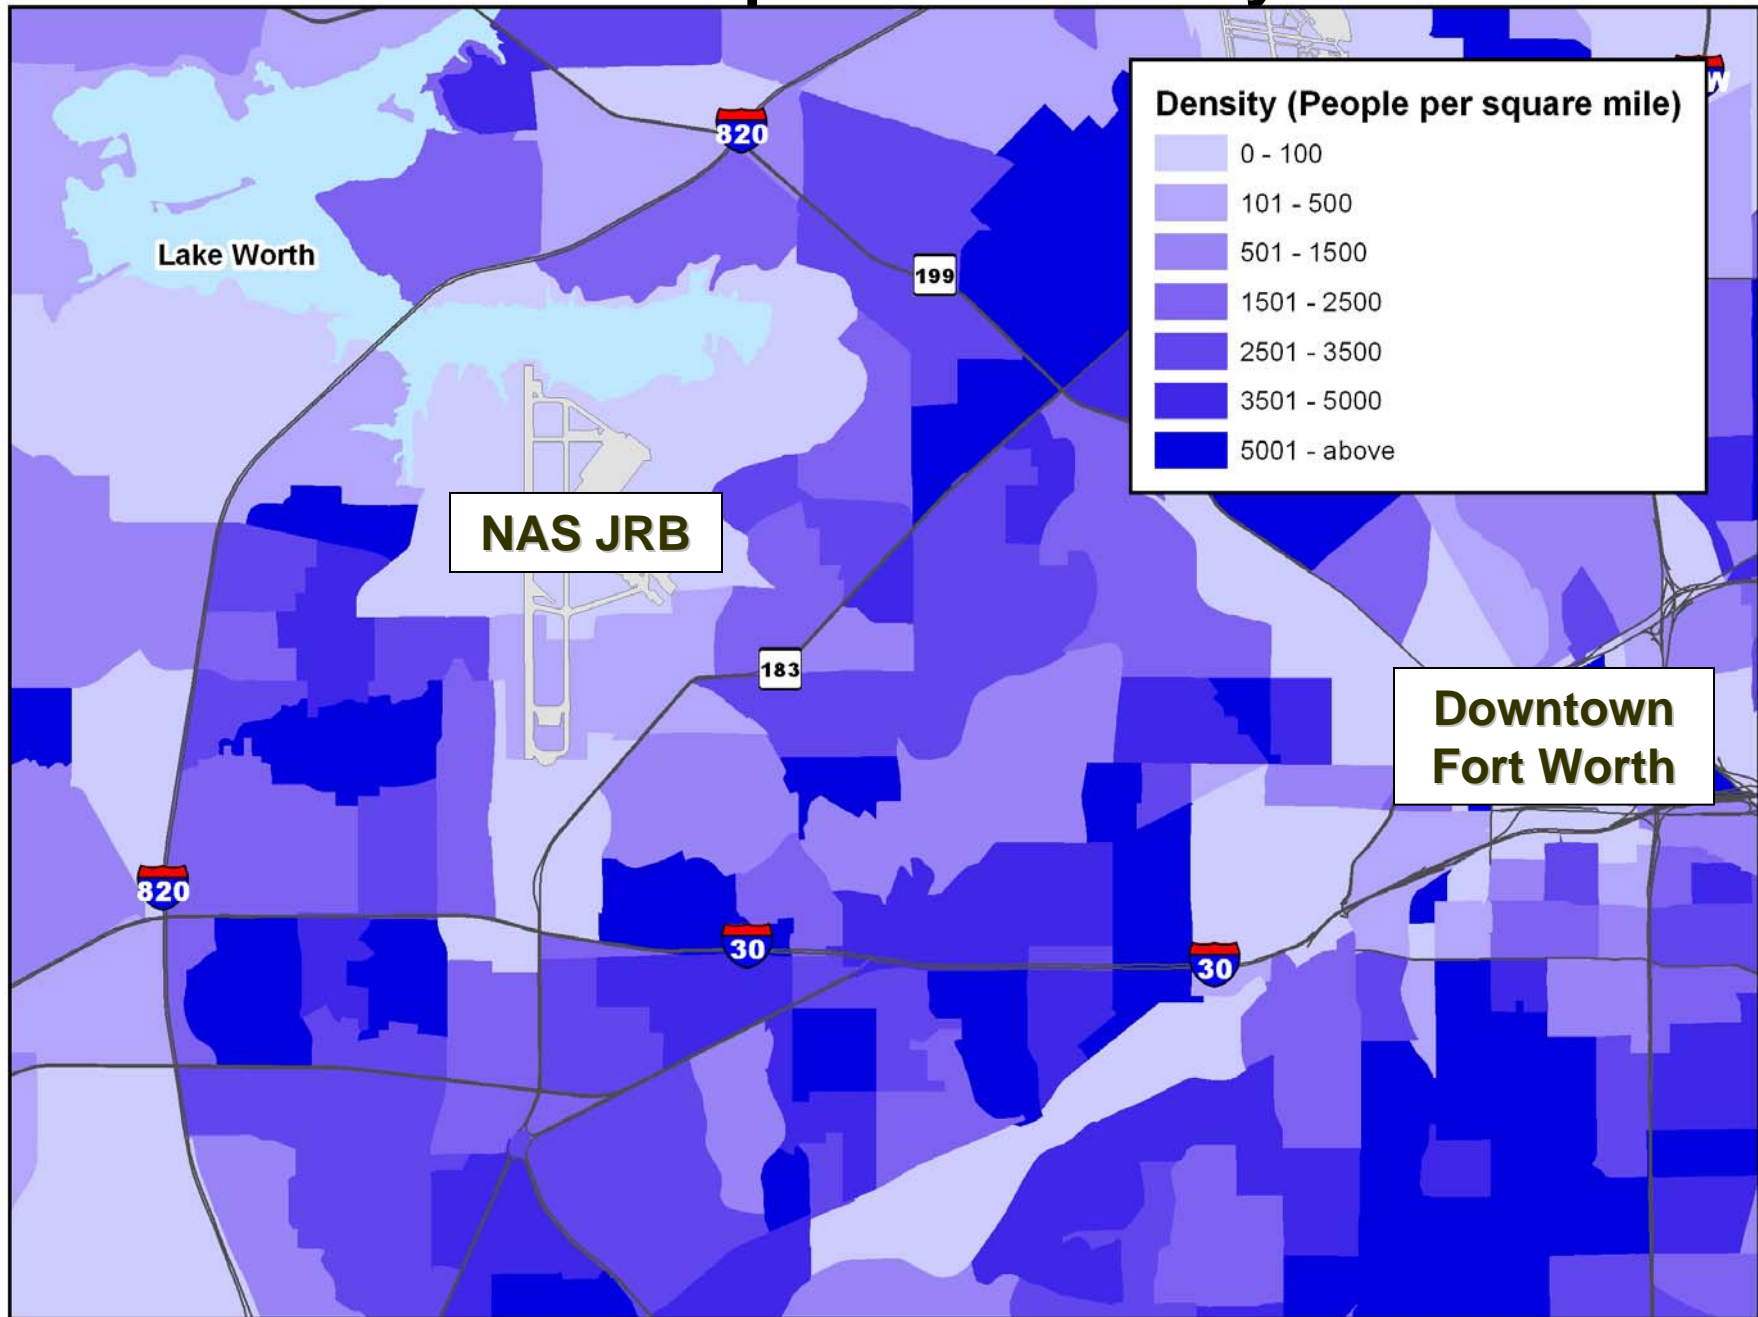 820
W
Density (People per square mile)
0 - 100
101 - 500
501 - 1500
1501 - 2500
2501 - 3500
3501 - 5000
5001 - above
Lake Worth
199
NAS JRB
183
Downtown
Fort Worth
820
30
30